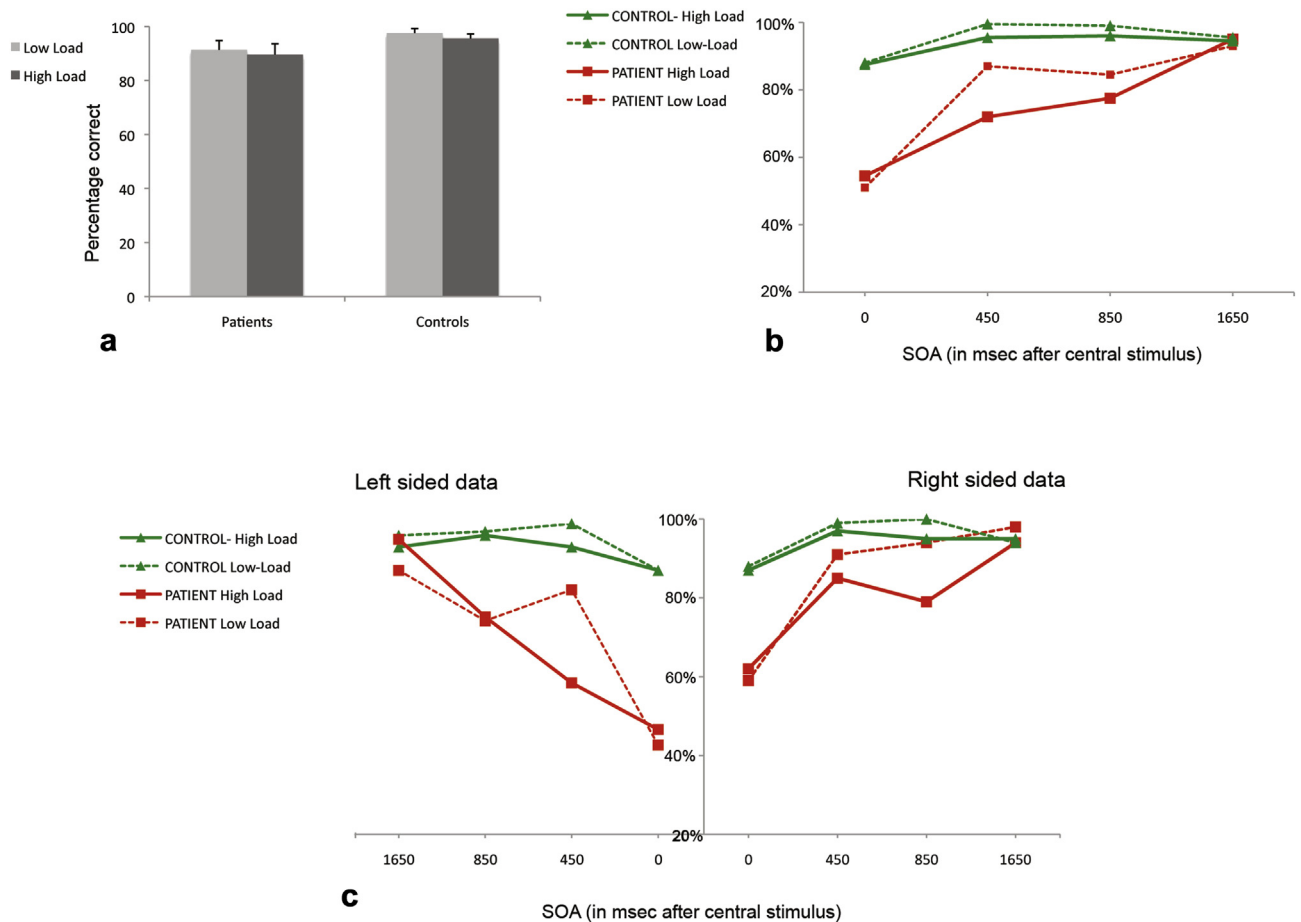 Low Load
High Load
Percentage correct
100
80
60
40
20
0
Patients
Controls
a
CONTROL- High Load
CONTROL Low-Load
PATIENT High Load
PATIENT Low Load
100%
80%
60%
40%
20%
0
450
850
1650
b
SOA (in msec after central stimulus)
Left sided data
Right sided data
CONTROL- High Load
CONTROL Low-Load
PATIENT High Load
PATIENT Low Load
100%
80%
60%
40%
20%
1650
850
450
0
0
450
850
1650
c
SOA (in msec after central stimulus)